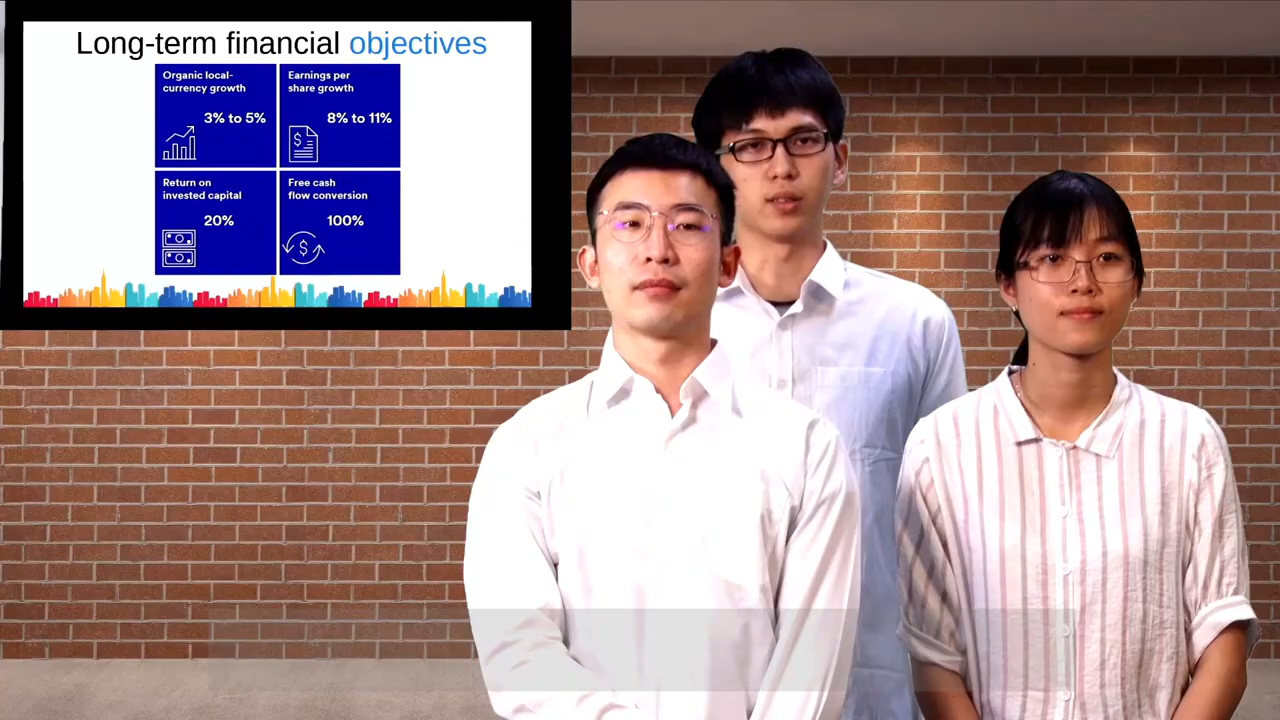 Long-term financial objectives
Organic local-
currency growth
3% to 5%
Earnings per
share growth
8% to 11%
Return on
invested capital
20%
Free cash
flow conversion
100%